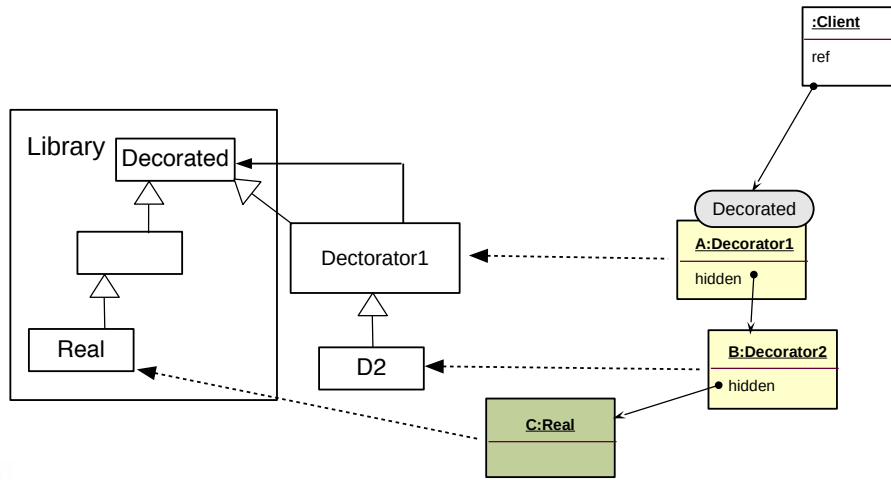 :Client
ref
Library
Decorated
Decorated
A:Decorator1
hidden
Dectorator1
Real
D2
B:Decorator2
hidden
C:Real